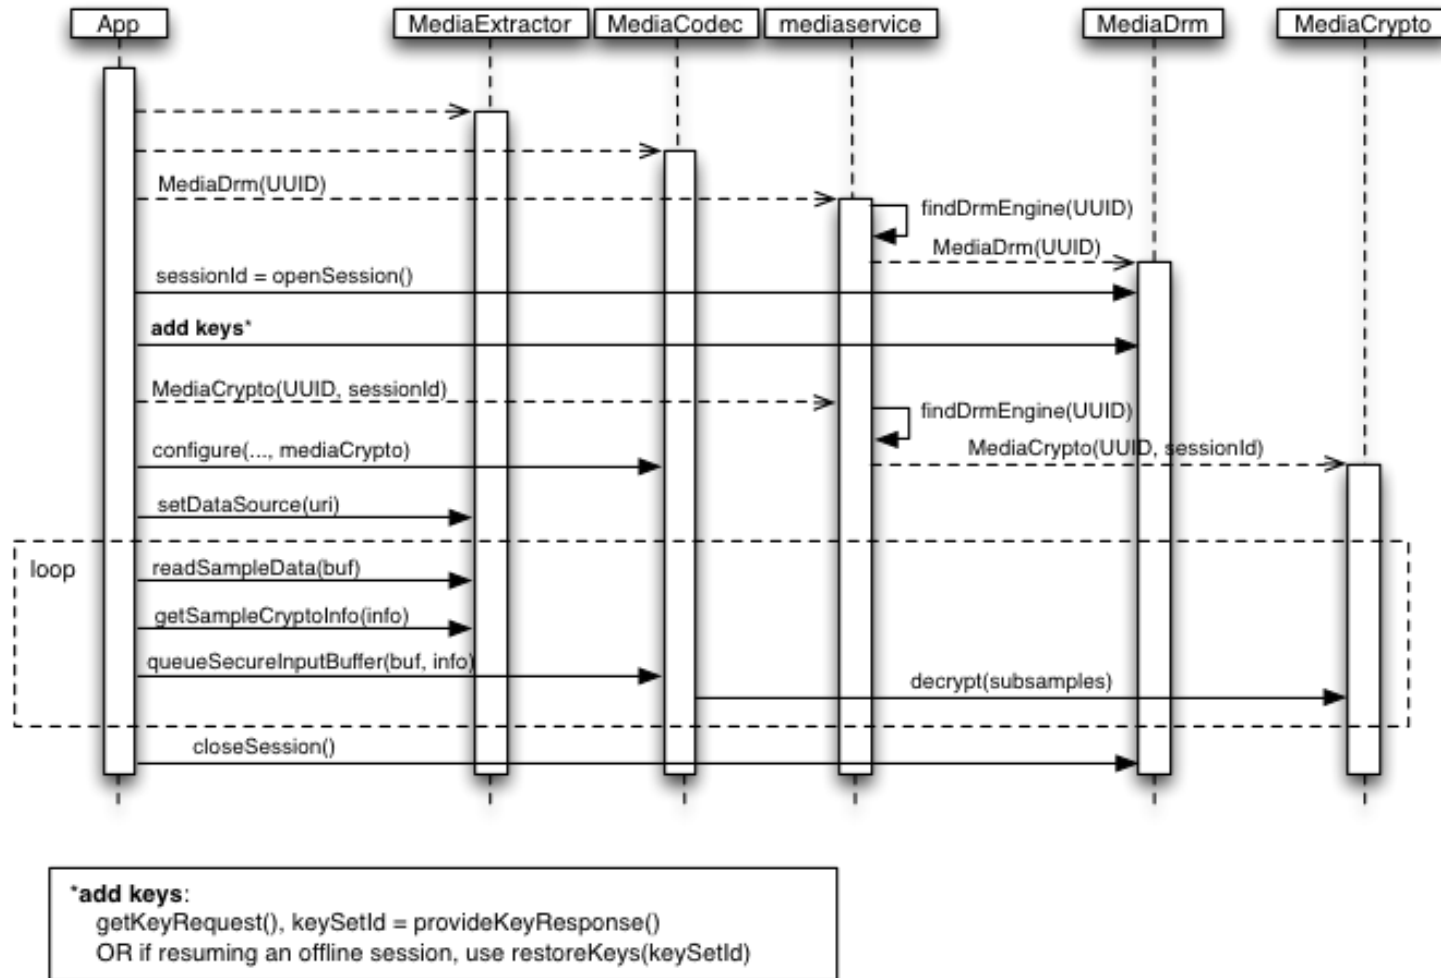 App MediaExtractor MediaCodec mediaservice MediaDrm MediaCrypto
MediaDrm(UUID)
findDrmEngine(UUID)
MediaDrm(UUID)
sessionId = openSession()
add keys*
MediaCrypto(UUID, sessionId)
findDrmEngine(UUID)
configure(..., mediaCrypto)
MediaCrypto(UUID, sessionId)
setDataSource(uri)
loop
readSampleData(buf)
getSampleCryptoInfo(info)
queueSecureInputBuffer(buf, info)
decrypt(subsamples)
closeSession()
*add keys:
getKeyRequest(), keySetId = provideKeyResponse()
OR if resuming an offline session, use restoreKeys(keySetId)